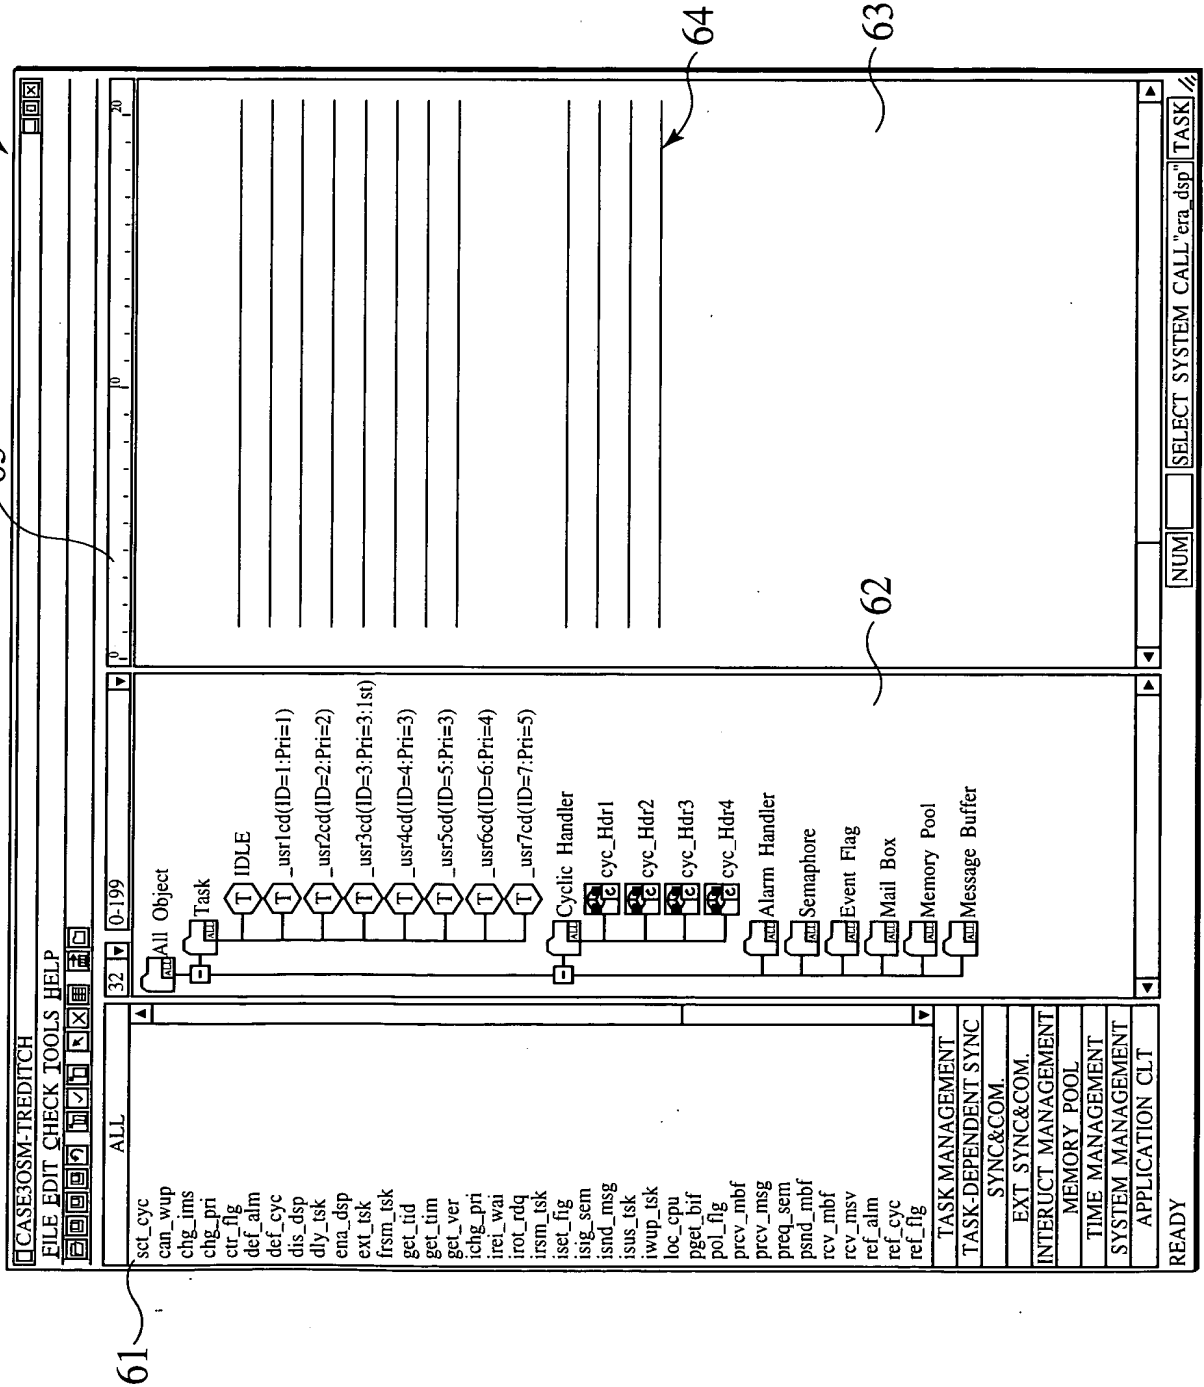 CASE3OSM-TREDITCH
FILE EDIT CHECK TOOLS HELP
ALL
sct_cyc
can_wup
chg_ims
chg_pri
ctr_flg
def_alm
def_cyc
dis_dsp
dly_tsk
ena_dsp
ext_tsk
frsm_tsk
get_tid
get_tim
get_ver
ichg_pri
irei_wai
irot_rdq
irsm_tsk
iset_fig
isig_sem
isnd_msg
isus_tsk
iwup_tsk
loc_cpu
pget_bif
pol_flg
prcv_mbf
prcv_msg
preq_sem
psnd_mbf
rcv_mbf
rcv_msv
ref_alm
ref_cyc
ref_flg
TASK MANAGEMENT
TASK-DEPENDENT SYNC
SYNC&COM.
EXT SYNC&COM.
INTERUCT MANAGEMENT
MEMORY POOL
TIME MANAGEMENT
SYSTEM MANAGEMENT
APPLICATION CLT
32 0-199
All Object
Task
IDLE
_usr1cd(ID=1:Pri=1)
_usr2cd(ID=2:Pri=2)
_usr3cd(ID=3:Pri=3:1st)
_usr4cd(ID=4:Pri=3)
_usr5cd(ID=5:Pri=3)
_usr6cd(ID=6:Pri=4)
_usr7cd(ID=7:Pri=5)
Cyclic Handler
cyc_Hdr1
cyc_Hdr2
cyc_Hdr3
cyc_Hdr4
Alarm Handler
Semaphore
Event Flag
Mail Box
Memory Pool
Message Buffer
0 10 20
READY
NUM
SELECT SYSTEM CALL"era_dsp"
TASK
61
62
63
64